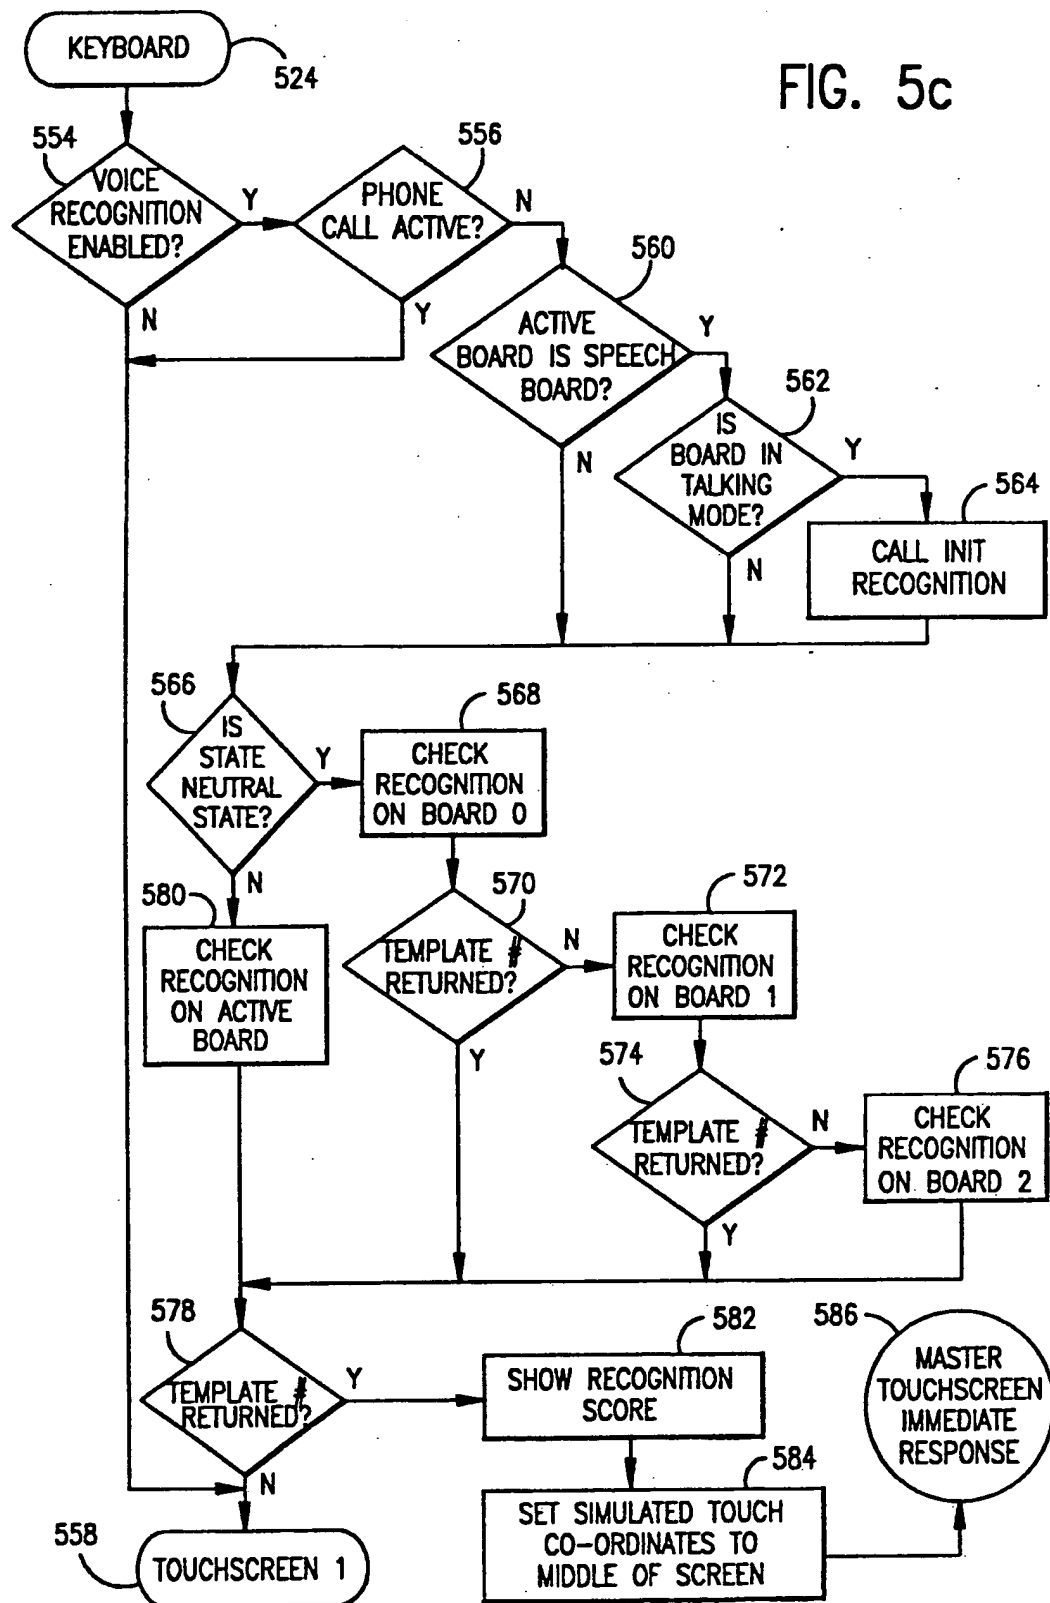 KEYBOARD
524
FIG. 5c
554
VOICE
RECOGNITION
ENABLED?
Y
N
556
PHONE
CALL ACTIVE?
N
Y
560
ACTIVE
BOARD IS SPEECH
BOARD?
Y
N
562
IS
BOARD IN
TALKING
MODE?
Y
N
564
CALL INIT
RECOGNITION
566
IS
STATE
NEUTRAL
STATE?
Y
N
568
CHECK
RECOGNITION
ON BOARD 0
570
TEMPLATE #
RETURNED?
N
Y
572
CHECK
RECOGNITION
ON BOARD 1
580
CHECK
RECOGNITION
ON ACTIVE
BOARD
574
TEMPLATE #
RETURNED?
N
Y
576
CHECK
RECOGNITION
ON BOARD 2
578
TEMPLATE #
RETURNED?
Y
N
582
SHOW RECOGNITION
SCORE
584
SET SIMULATED TOUCH
CO-ORDINATES TO
MIDDLE OF SCREEN
586
MASTER
TOUCHSCREEN
IMMEDIATE
RESPONSE
558
TOUCHSCREEN 1